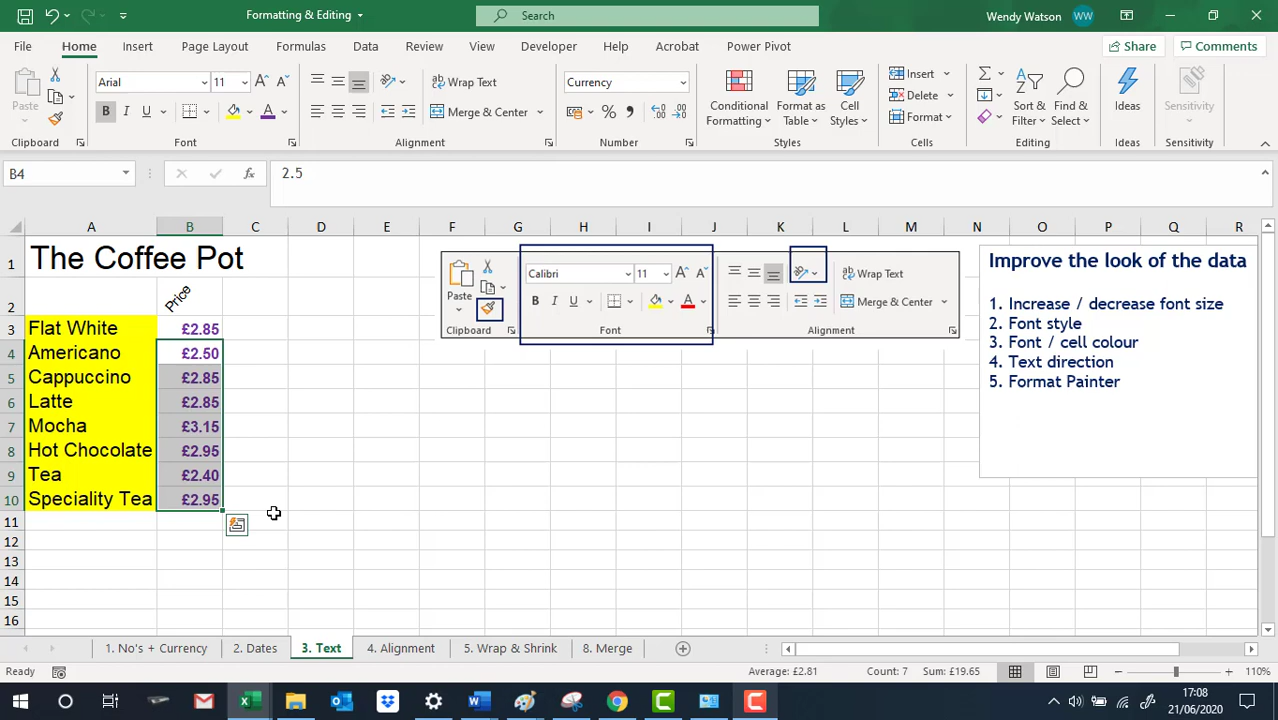 Formatting & Editing
Search
Wendy Watson
WW
File Home Insert Page Layout Formulas Data Review View Developer Help Acrobat Power Pivot Share Comments
Arial 11 Wrap Text Currency Insert
Paste B I U Merge & Center % Conditional Formatting Format as Table Cell Styles Delete Format Sort & Filter Find & Select Ideas Sensitivity
Clipboard Font Alignment Number Styles Cells Editing Ideas Sensitivity
B4 fx 2.5
A B C D E F G H I J K L M N O P Q R
1 The Coffee Pot
2 Price
3 Flat White £2.85
4 Americano £2.50
5 Cappuccino £2.85
6 Latte £2.85
7 Mocha £3.15
8 Hot Chocolate £2.95
9 Tea £2.40
10 Speciality Tea £2.95
11
12
13
14
15
16
Calibri 11 Wrap Text
Paste B I U A Merge & Center
Clipboard Font Alignment
Improve the look of the data
1. Increase / decrease font size
2. Font style
3. Font / cell colour
4. Text direction
5. Format Painter
1. No's + Currency 2. Dates 3. Text 4. Alignment 5. Wrap & Shrink 8. Merge
Ready Average: £2.81 Count: 7 Sum: £19.65 110%
17:08
21/06/2020